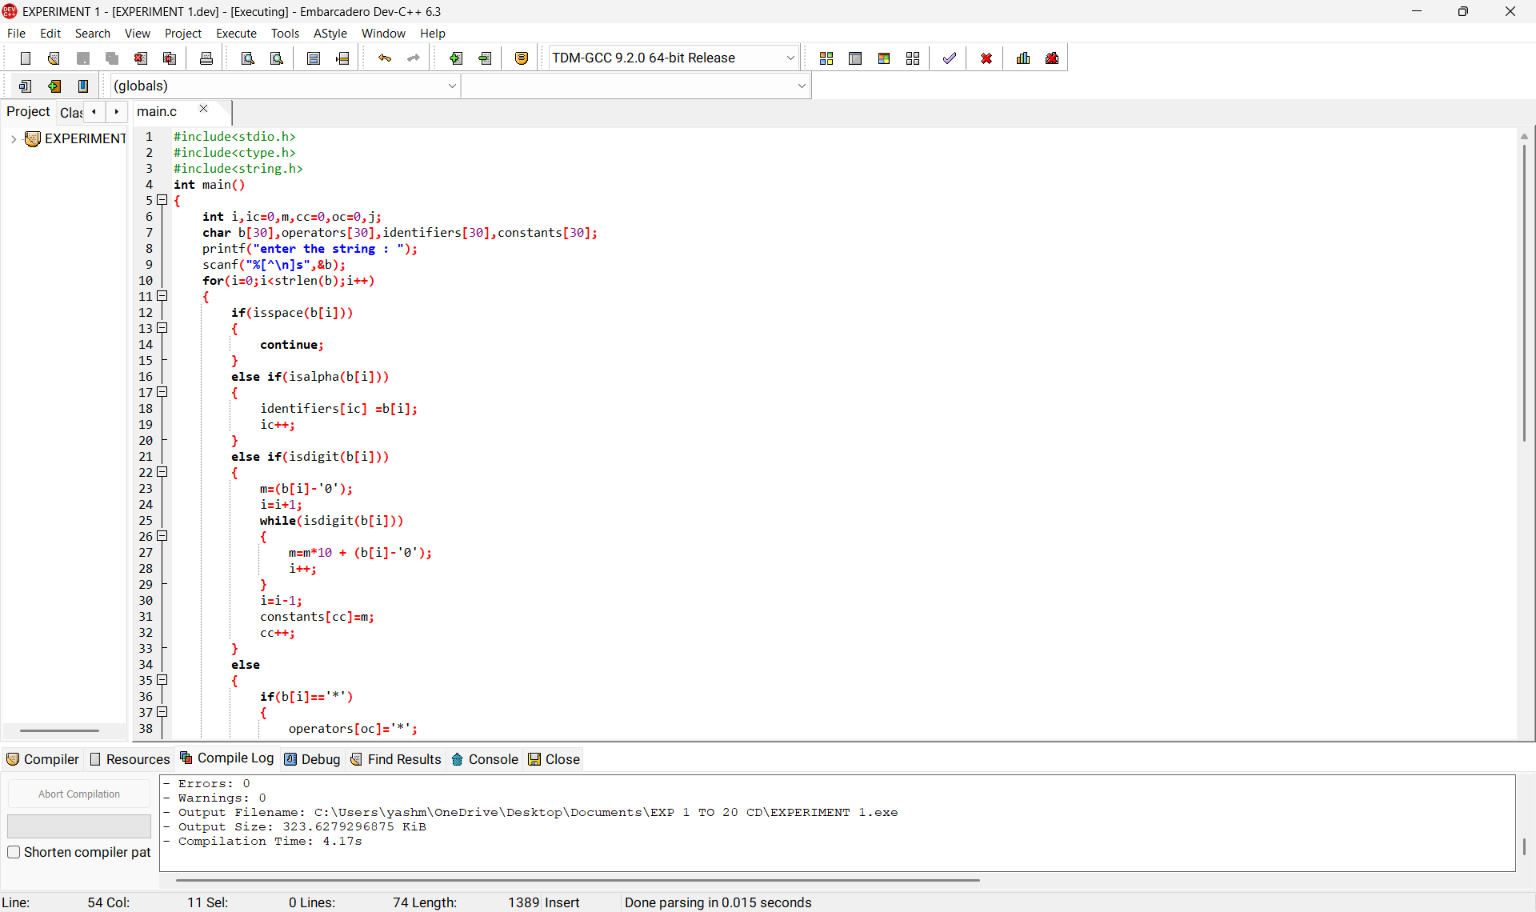 EXPERIMENT 1 - [EXPERIMENT 1.dev] - [Executing] - Embarcadero Dev-C++ 6.3
File Edit Search View Project Execute Tools AStyle Window Help
TDM-GCC 9.2.0 64-bit Release
(globals)
Project Clas main.c
EXPERIMENT
1 #include<stdio.h>
2 #include<ctype.h>
3 #include<string.h>
4 int main()
5 {
6 int i,ic=0,m,cc=0,oc=0,j;
7 char b[30],operators[30],identifiers[30],constants[30];
8 printf("enter the string : ");
9 scanf("%[^\n]s",&b);
10 for(i=0;i<strlen(b);i++)
11 {
12 if(isspace(b[i]))
13 {
14 continue;
15 }
16 else if(isalpha(b[i]))
17 {
18 identifiers[ic] =b[i];
19 ic++;
20 }
21 else if(isdigit(b[i]))
22 {
23 m=(b[i]-'0');
24 i=i+1;
25 while(isdigit(b[i]))
26 {
27 m=m*10 + (b[i]-'0');
28 i++;
29 }
30 i=i-1;
31 constants[cc]=m;
32 cc++;
33 }
34 else
35 {
36 if(b[i]=='*')
37 {
38 operators[oc]='*';
Compiler Resources Compile Log Debug Find Results Console Close
Abort Compilation
Shorten compiler pat
- Errors: 0
- Warnings: 0
- Output Filename: C:\Users\yashm\OneDrive\Desktop\Documents\EXP 1 TO 20 CD\EXPERIMENT 1.exe
- Output Size: 323.6279296875 KiB
- Compilation Time: 4.17s
Line: 54 Col: 11 Sel: 0 Lines: 74 Length: 1389 Insert Done parsing in 0.015 seconds